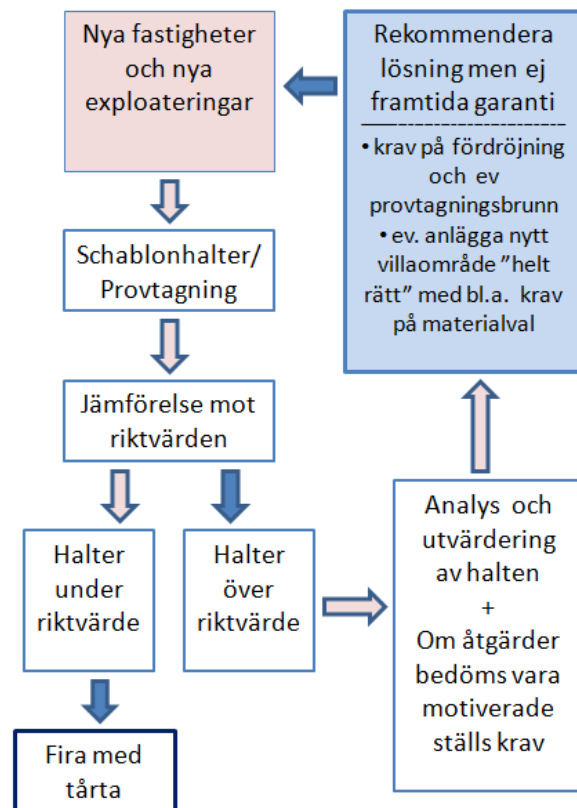 Nya fastigheter
och nya
exploateringar
Schablonhalter/
Provtagning
Jämförelse mot
riktvärden
Halter
under
riktvärde
Halter
över
riktvärde
Fira med
tårta
Analys och
utvärdering
av halten
+
Om åtgärder
bedöms vara
motiverade
ställs krav
Rekommendera
lösning men ej
framtida garanti
• krav på fördröjning
och ev
provtagningsbrunn
• ev. anlägga nytt
villaområde ”helt
rätt” med bl.a. krav
på materialval